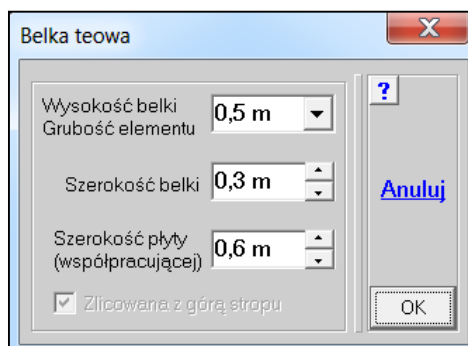 Belka teowa
X
Wysokość belki
Grubość elementu
0,5 m
?
Szerokość belki
0,3 m
Anuluj
Szerokość płyty
(współpracującej)
0,6 m
Zlicowana z górą stropu
OK